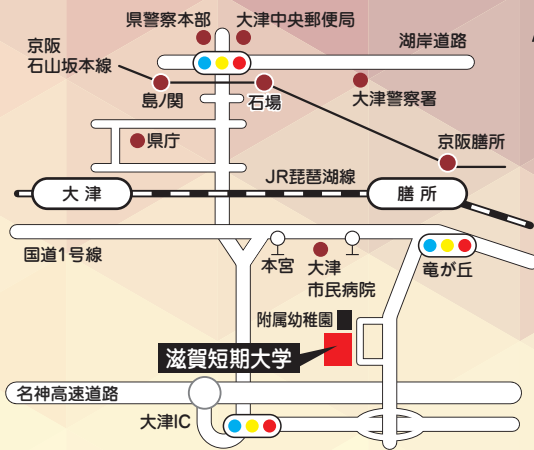 県警察本部
大津中央郵便局
京阪
石山坂本線
湖岸道路
島ノ関
石場
大津警察署
県庁
京阪膳所
JR琵琶湖線
大津
膳所
国道1号線
本宮
大津
市民病院
竜が丘
附属幼稚園
滋賀短期大学
名神高速道路
大津IC